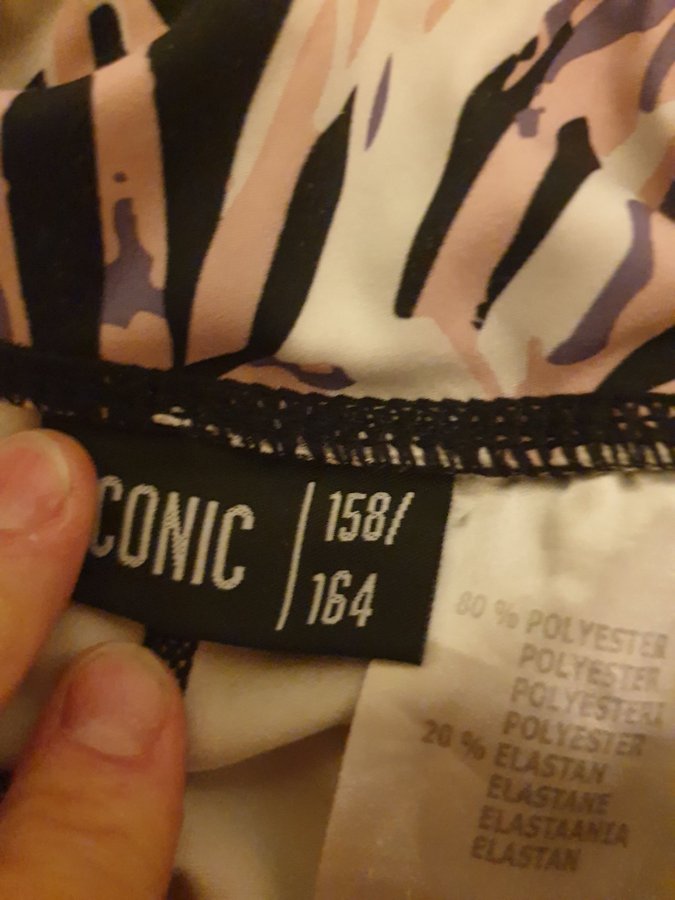 CONIC
158/
164
80 % POLYESTER
POLYESTER
POLYESTERI
POLYESTER
20 % ELASTAN
ELASTANE
ELASTAANIA
ELASTAN